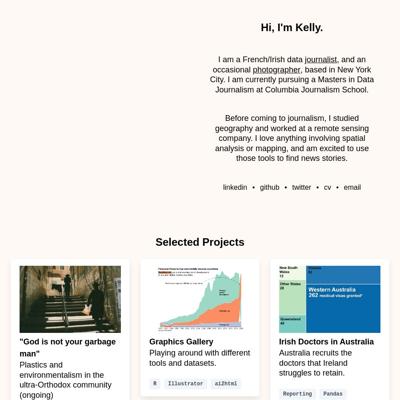 Hi, I'm Kelly.
I am a French/Irish data journalist, and an
occasional photographer, based in New York
City. I am currently pursuing a Masters in Data
Journalism at Columbia Journalism School.
Before coming to journalism, I studied
geography and worked at a remote sensing
company. I love anything involving spatial
analysis or mapping, and am excited to use
those tools to find news stories.
linkedin • github • twitter • cv • email
Selected Projects
"God is not your garbage
man"
Plastics and
environmentalism in the
ultra-Orthodox community
(ongoing)
Graphics Gallery
Playing around with different
tools and datasets.
R Illustrator ai2html
New South
Wales
Other States
Queensland
Western Australia
262 medical visas granted
Irish Doctors in Australia
Australia recruits the
doctors that Ireland
struggles to retain.
Reporting Pandas